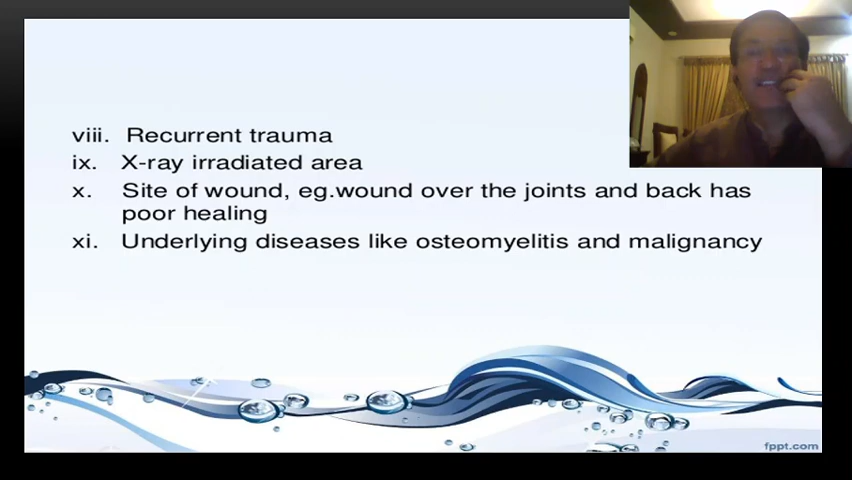 viii. Recurrent trauma
ix. X-ray irradiated area
x. Site of wound, eg.wound over the joints and back has
poor healing
xi. Underlying diseases like osteomyelitis and malignancy
fppt.com